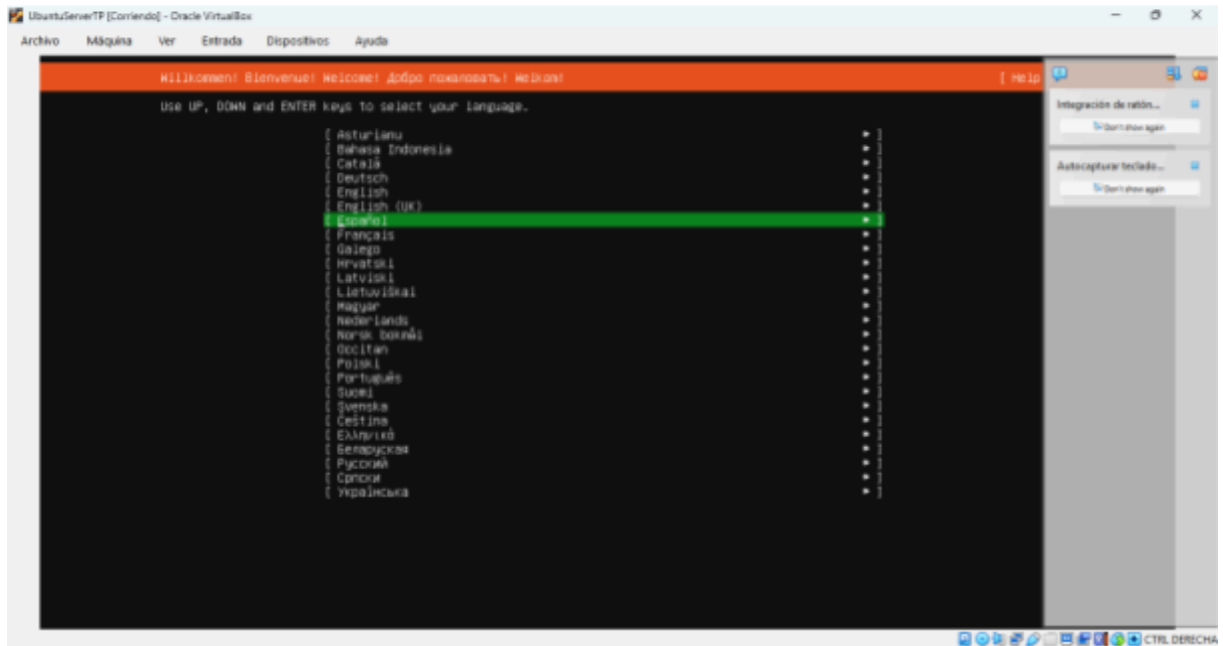 UbuntuServerTP [Corriendo] - Oracle VirtualBox
Archivo Máquina Ver Entrada Dispositivos Ayuda
Willkommen! Bienvenue! Welcome! Добро пожаловать! Welkom!
[ Help
Use UP, DOWN and ENTER keys to select your language.
[ Asturianu ▸ ]
[ Bahasa Indonesia ▸ ]
[ Català ▸ ]
[ Deutsch ▸ ]
[ English ▸ ]
[ English (UK) ▸ ]
[ Español ▸ ]
[ Français ▸ ]
[ Galego ▸ ]
[ Hrvatski ▸ ]
[ Latviski ▸ ]
[ Lietuviškai ▸ ]
[ Magyar ▸ ]
[ Nederlands ▸ ]
[ Norsk bokmål ▸ ]
[ Occitan ▸ ]
[ Polski ▸ ]
[ Português ▸ ]
[ Suomi ▸ ]
[ Svenska ▸ ]
[ Čeština ▸ ]
[ Ελληνικά ▸ ]
[ Беларуская ▸ ]
[ Русский ▸ ]
[ Српски ▸ ]
[ Українська ▸ ]
Integración de ratón...
Don't show again
Autocapturar teclado...
Don't show again
CTRL DERECHA